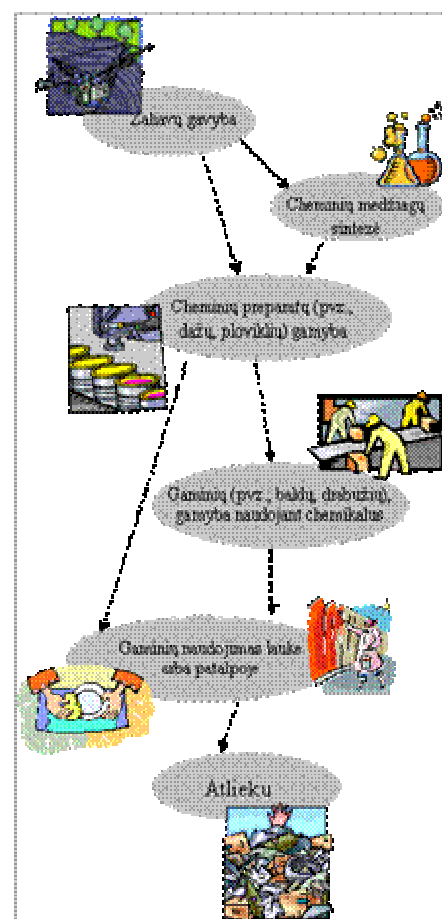 Žaliavų gavyba
Cheminių medžiagų
sintezė
Cheminių preparatų (pvz.,
dažų, ploviklių) gamyba
Gaminių (pvz., baldų, drabužių),
gamyba naudojant chemikalus
Gaminių naudojimas lauke
arba patalpoje
Atlieku